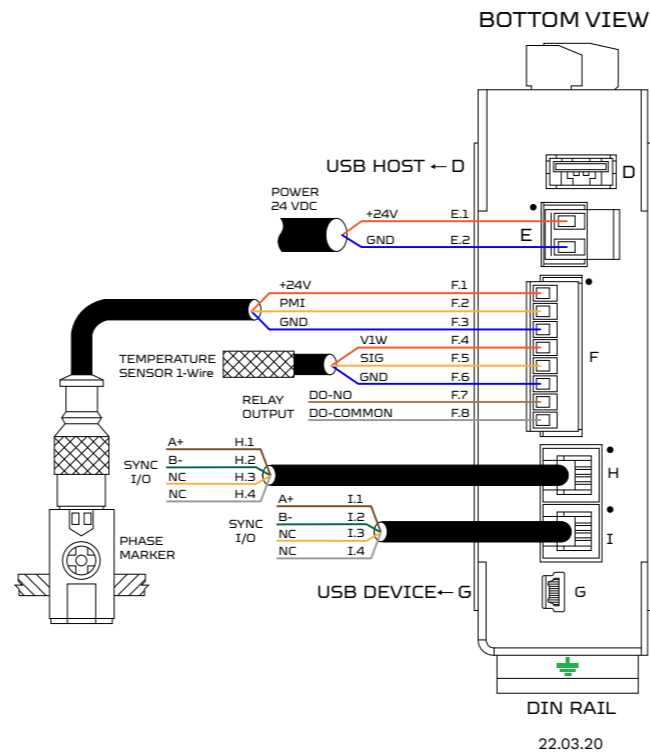 BOTTOM VIEW
USB HOST ← D
D
POWER
24 VDC
+24V E.1
GND E.2
E
+24V F.1
PMI F.2
GND F.3
V1W F.4
SIG F.5
GND F.6
DO-NO F.7
DO-COMMON F.8
F
TEMPERATURE
SENSOR 1-Wire
RELAY
OUTPUT
A+ H.1
B- H.2
NC H.3
NC H.4
SYNC
I/O
H
A+ I.1
B- I.2
NC I.3
NC I.4
SYNC
I/O
I
PHASE
MARKER
USB DEVICE ← G
G
DIN RAIL
22.03.20